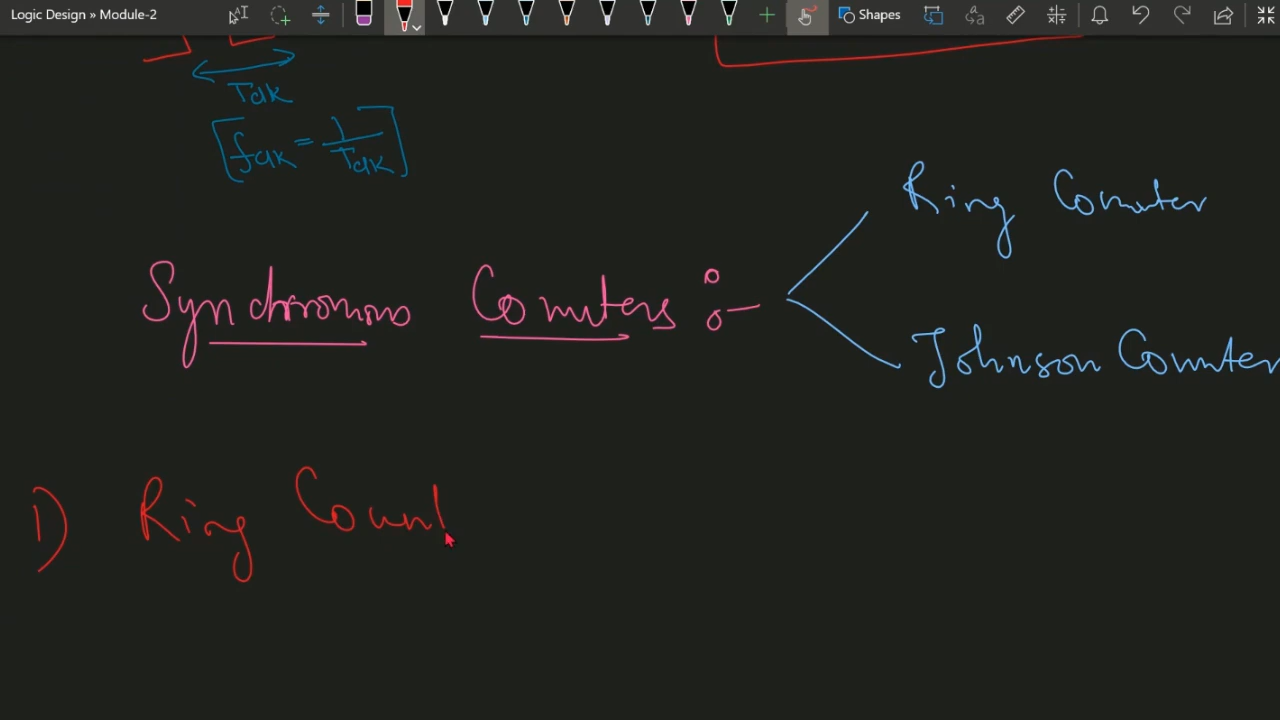 Logic Design » Module-2
Shapes
Tclk
[fclk = 1/Tclk]
Ring Counter
Synchronous Counters :-
Johnson Counter
1) Ring Count